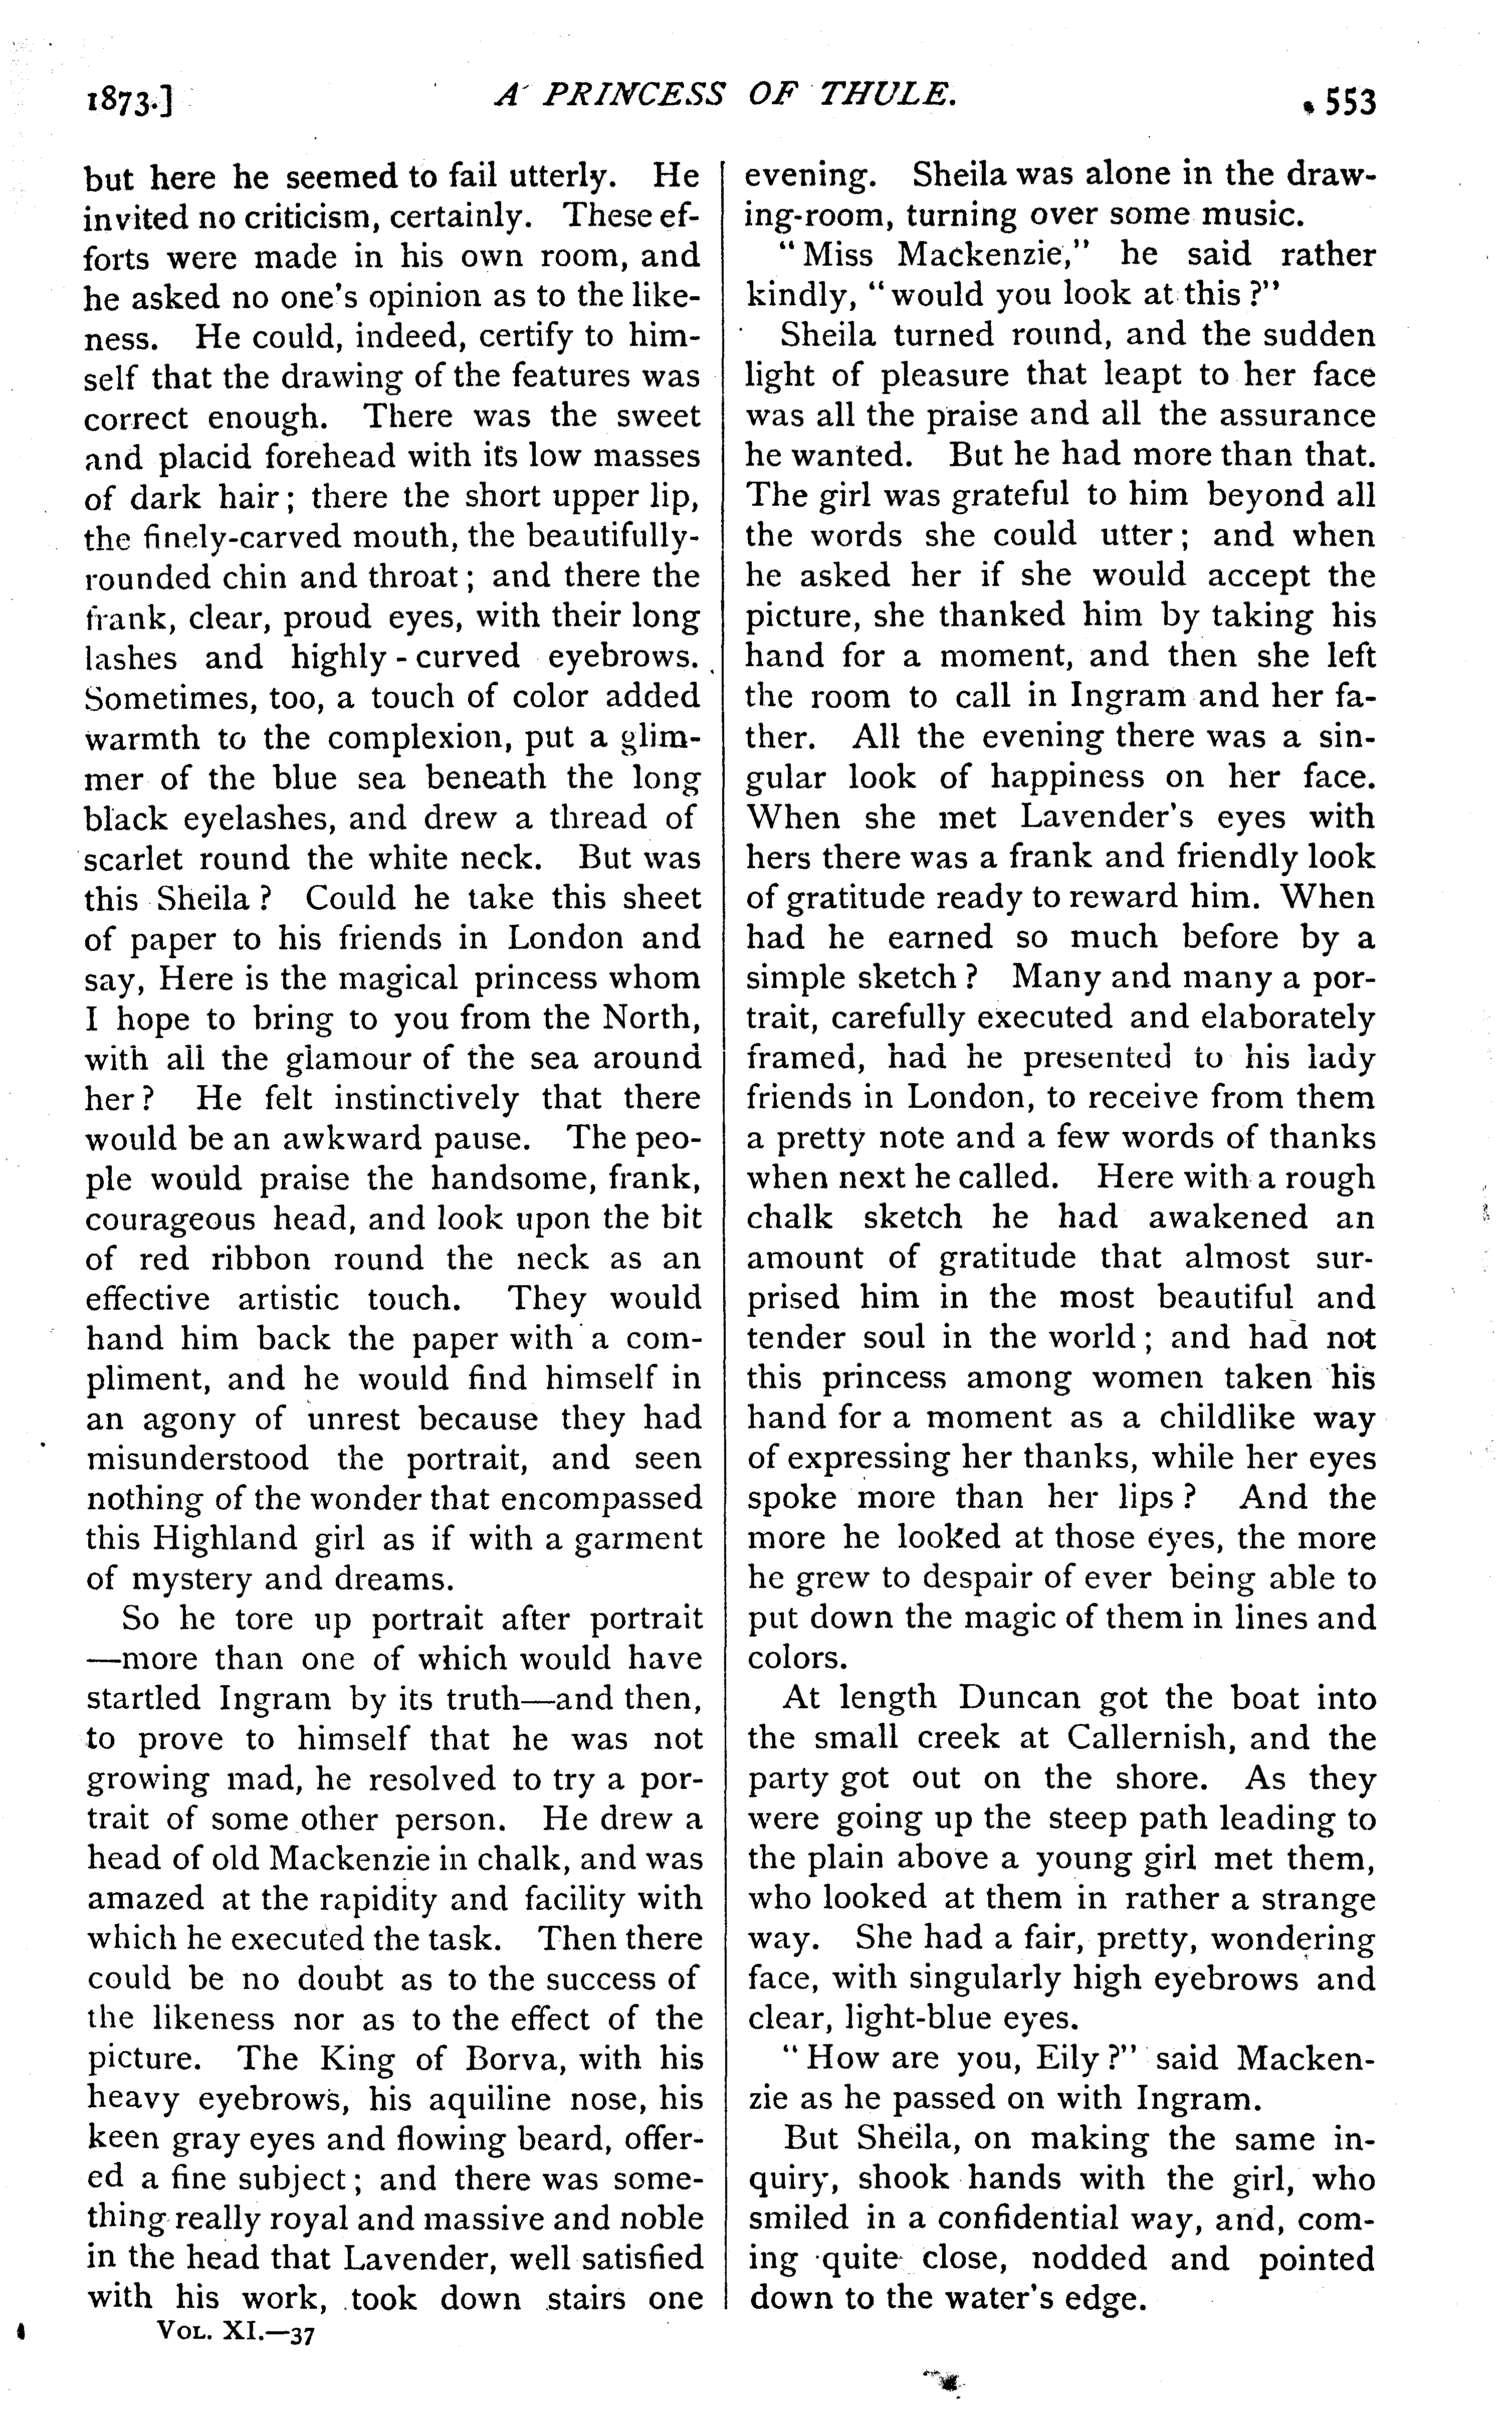 1873.] A PRINCESS OF THULE. 553
but here he seemed to fail utterly. He
invited no criticism, certainly. These ef-
forts were made in his own room, and
he asked no one's opinion as to the like-
ness. He could, indeed, certify to him-
self that the drawing of the features was
correct enough. There was the sweet
and placid forehead with its low masses
of dark hair; there the short upper lip,
the finely-carved mouth, the beautifully-
rounded chin and throat; and there the
frank, clear, proud eyes, with their long
lashes and highly-curved eyebrows.
Sometimes, too, a touch of color added
warmth to the complexion, put a glim-
mer of the blue sea beneath the long
black eyelashes, and drew a thread of
scarlet round the white neck. But was
this Sheila? Could he take this sheet
of paper to his friends in London and
say, Here is the magical princess whom
I hope to bring to you from the North,
with all the glamour of the sea around
her? He felt instinctively that there
would be an awkward pause. The peo-
ple would praise the handsome, frank,
courageous head, and look upon the bit
of red ribbon round the neck as an
effective artistic touch. They would
hand him back the paper with a com-
pliment, and he would find himself in
an agony of unrest because they had
misunderstood the portrait, and seen
nothing of the wonder that encompassed
this Highland girl as if with a garment
of mystery and dreams.
So he tore up portrait after portrait
—more than one of which would have
startled Ingram by its truth—and then,
to prove to himself that he was not
growing mad, he resolved to try a por-
trait of some other person. He drew a
head of old Mackenzie in chalk, and was
amazed at the rapidity and facility with
which he executed the task. Then there
could be no doubt as to the success of
the likeness nor as to the effect of the
picture. The King of Borva, with his
heavy eyebrows, his aquiline nose, his
keen gray eyes and flowing beard, offer-
ed a fine subject; and there was some-
thing really royal and massive and noble
in the head that Lavender, well satisfied
with his work, took down stairs one
VOL. XI.—37
evening. Sheila was alone in the draw-
ing-room, turning over some music.
"Miss Mackenzie," he said rather
kindly, "would you look at this?"
Sheila turned round, and the sudden
light of pleasure that leapt to her face
was all the praise and all the assurance
he wanted. But he had more than that.
The girl was grateful to him beyond all
the words she could utter; and when
he asked her if she would accept the
picture, she thanked him by taking his
hand for a moment, and then she left
the room to call in Ingram and her fa-
ther. All the evening there was a sin-
gular look of happiness on her face.
When she met Lavender's eyes with
hers there was a frank and friendly look
of gratitude ready to reward him. When
had he earned so much before by a
simple sketch? Many and many a por-
trait, carefully executed and elaborately
framed, had he presented to his lady
friends in London, to receive from them
a pretty note and a few words of thanks
when next he called. Here with a rough
chalk sketch he had awakened an
amount of gratitude that almost sur-
prised him in the most beautiful and
tender soul in the world; and had not
this princess among women taken his
hand for a moment as a childlike way
of expressing her thanks, while her eyes
spoke more than her lips? And the
more he looked at those eyes, the more
he grew to despair of ever being able to
put down the magic of them in lines and
colors.
At length Duncan got the boat into
the small creek at Callernish, and the
party got out on the shore. As they
were going up the steep path leading to
the plain above a young girl met them,
who looked at them in rather a strange
way. She had a fair, pretty, wondering
face, with singularly high eyebrows and
clear, light-blue eyes.
"How are you, Eily?" said Macken-
zie as he passed on with Ingram.
But Sheila, on making the same in-
quiry, shook hands with the girl, who
smiled in a confidential way, and, com-
ing quite close, nodded and pointed
down to the water's edge.